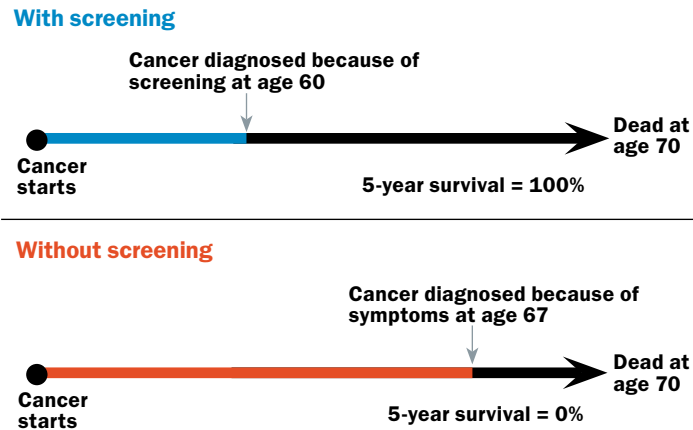 With screening
Cancer diagnosed because of
screening at age 60
Dead at
age 70
Cancer
starts
5-year survival = 100%
Without screening
Cancer diagnosed because of
symptoms at age 67
Dead at
age 70
Cancer
starts
5-year survival = 0%